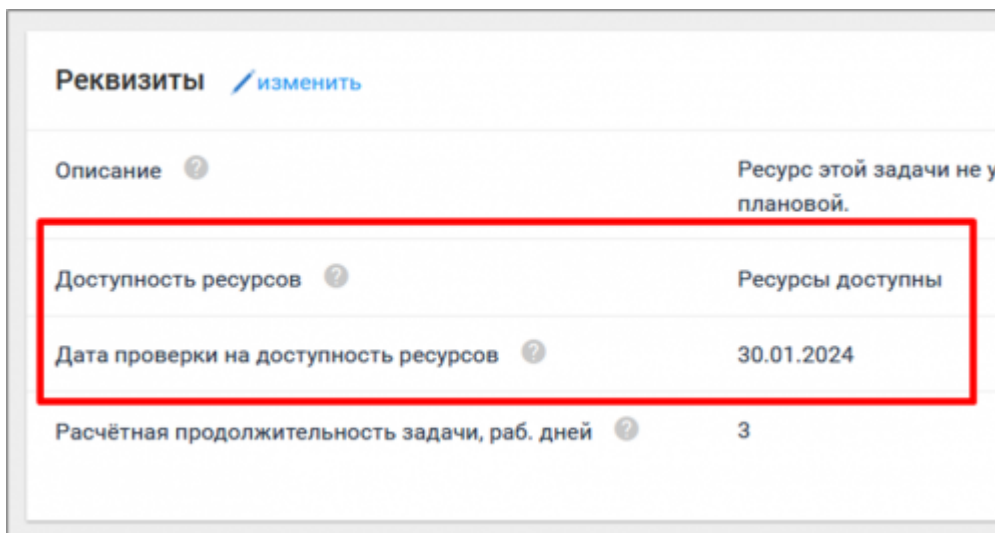 Реквизиты изменить
Описание ? Ресурс этой задачи не у
плановой.
Доступность ресурсов ? Ресурсы доступны
Дата проверки на доступность ресурсов ? 30.01.2024
Расчётная продолжительность задачи, раб. дней ? 3